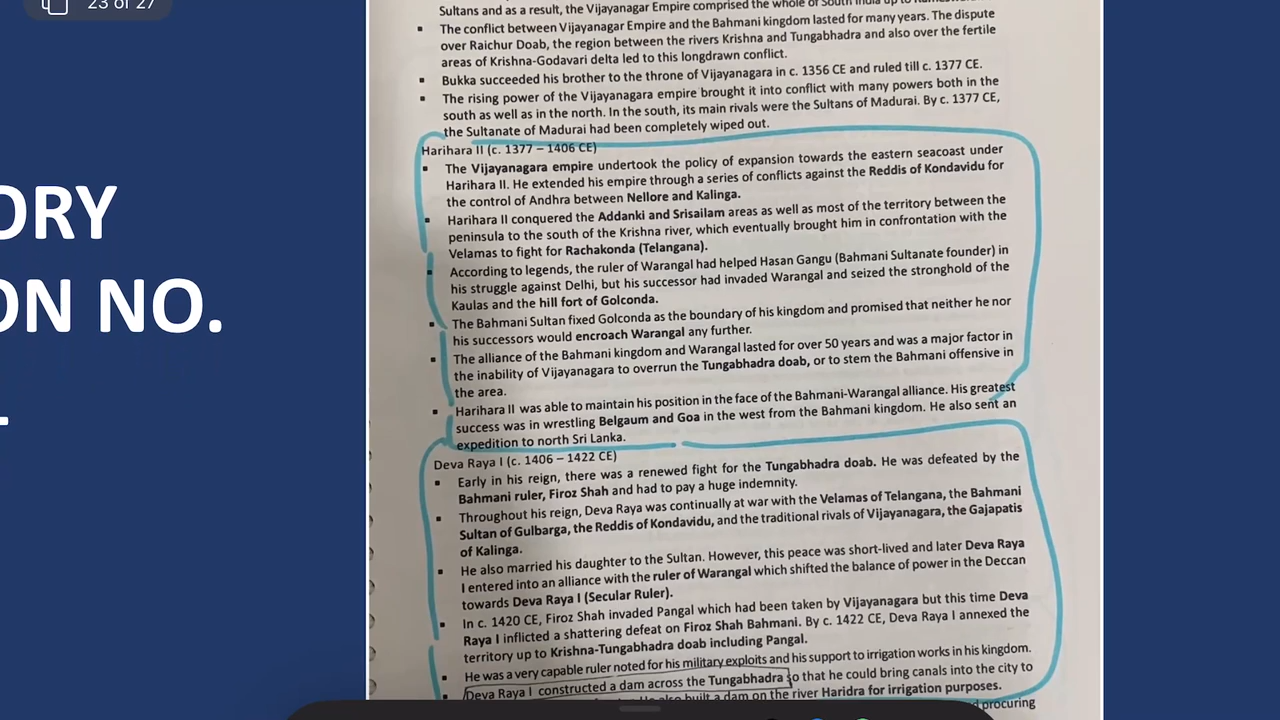 23 of 27
ORY
ON NO.
Sultans and as a result, the Vijayanagar Empire comprised the whole of South India up to
The conflict between Vijayanagar Empire and the Bahmani kingdom lasted for many years. The dispute
over Raichur Doab, the region between the rivers Krishna and Tungabhadra and also over the fertile
areas of Krishna-Godavari delta led to this longdrawn conflict.
Bukka succeeded his brother to the throne of Vijayanagara in c. 1356 CE and ruled till c. 1377 CE.
The rising power of the Vijayanagara empire brought it into conflict with many powers both in the
south as well as in the north. In the south, its main rivals were the Sultans of Madurai. By c. 1377 CE,
the Sultanate of Madurai had been completely wiped out.
Harihara II (c. 1377 – 1406 CE)
The Vijayanagara empire undertook the policy of expansion towards the eastern seacoast under
Harihara II. He extended his empire through a series of conflicts against the Reddis of Kondavidu for
the control of Andhra between Nellore and Kalinga.
Harihara II conquered the Addanki and Srisailam areas as well as most of the territory between the
peninsula to the south of the Krishna river, which eventually brought him in confrontation with the
Velamas to fight for Rachakonda (Telangana).
According to legends, the ruler of Warangal had helped Hasan Gangu (Bahmani Sultanate founder) in
his struggle against Delhi, but his successor had invaded Warangal and seized the stronghold of the
Kaulas and the hill fort of Golconda.
The Bahmani Sultan fixed Golconda as the boundary of his kingdom and promised that neither he nor
his successors would encroach Warangal any further.
The alliance of the Bahmani kingdom and Warangal lasted for over 50 years and was a major factor in
the inability of Vijayanagara to overrun the Tungabhadra doab, or to stem the Bahmani offensive in
the area.
Harihara II was able to maintain his position in the face of the Bahmani-Warangal alliance. His greatest
success was in wrestling Belgaum and Goa in the west from the Bahmani kingdom. He also sent an
expedition to north Sri Lanka.
Deva Raya I (c. 1406 – 1422 CE)
Early in his reign, there was a renewed fight for the Tungabhadra doab. He was defeated by the
Bahmani ruler, Firoz Shah and had to pay a huge indemnity.
Throughout his reign, Deva Raya was continually at war with the Velamas of Telangana, the Bahmani
Sultan of Gulbarga, the Reddis of Kondavidu, and the traditional rivals of Vijayanagara, the Gajapatis
of Kalinga.
He also married his daughter to the Sultan. However, this peace was short-lived and later Deva Raya
I entered into an alliance with the ruler of Warangal which shifted the balance of power in the Deccan
towards Deva Raya I (Secular Ruler).
In c. 1420 CE, Firoz Shah invaded Pangal which had been taken by Vijayanagara but this time Deva
Raya I inflicted a shattering defeat on Firoz Shah Bahmani. By c. 1422 CE, Deva Raya I annexed the
territory up to Krishna-Tungabhadra doab including Pangal.
He was a very capable ruler noted for his military exploits and his support to irrigation works in his kingdom.
Deva Raya I constructed a dam across the Tungabhadra so that he could bring canals into the city to
He also built a dam on the river Haridra for irrigation purposes.
procuring